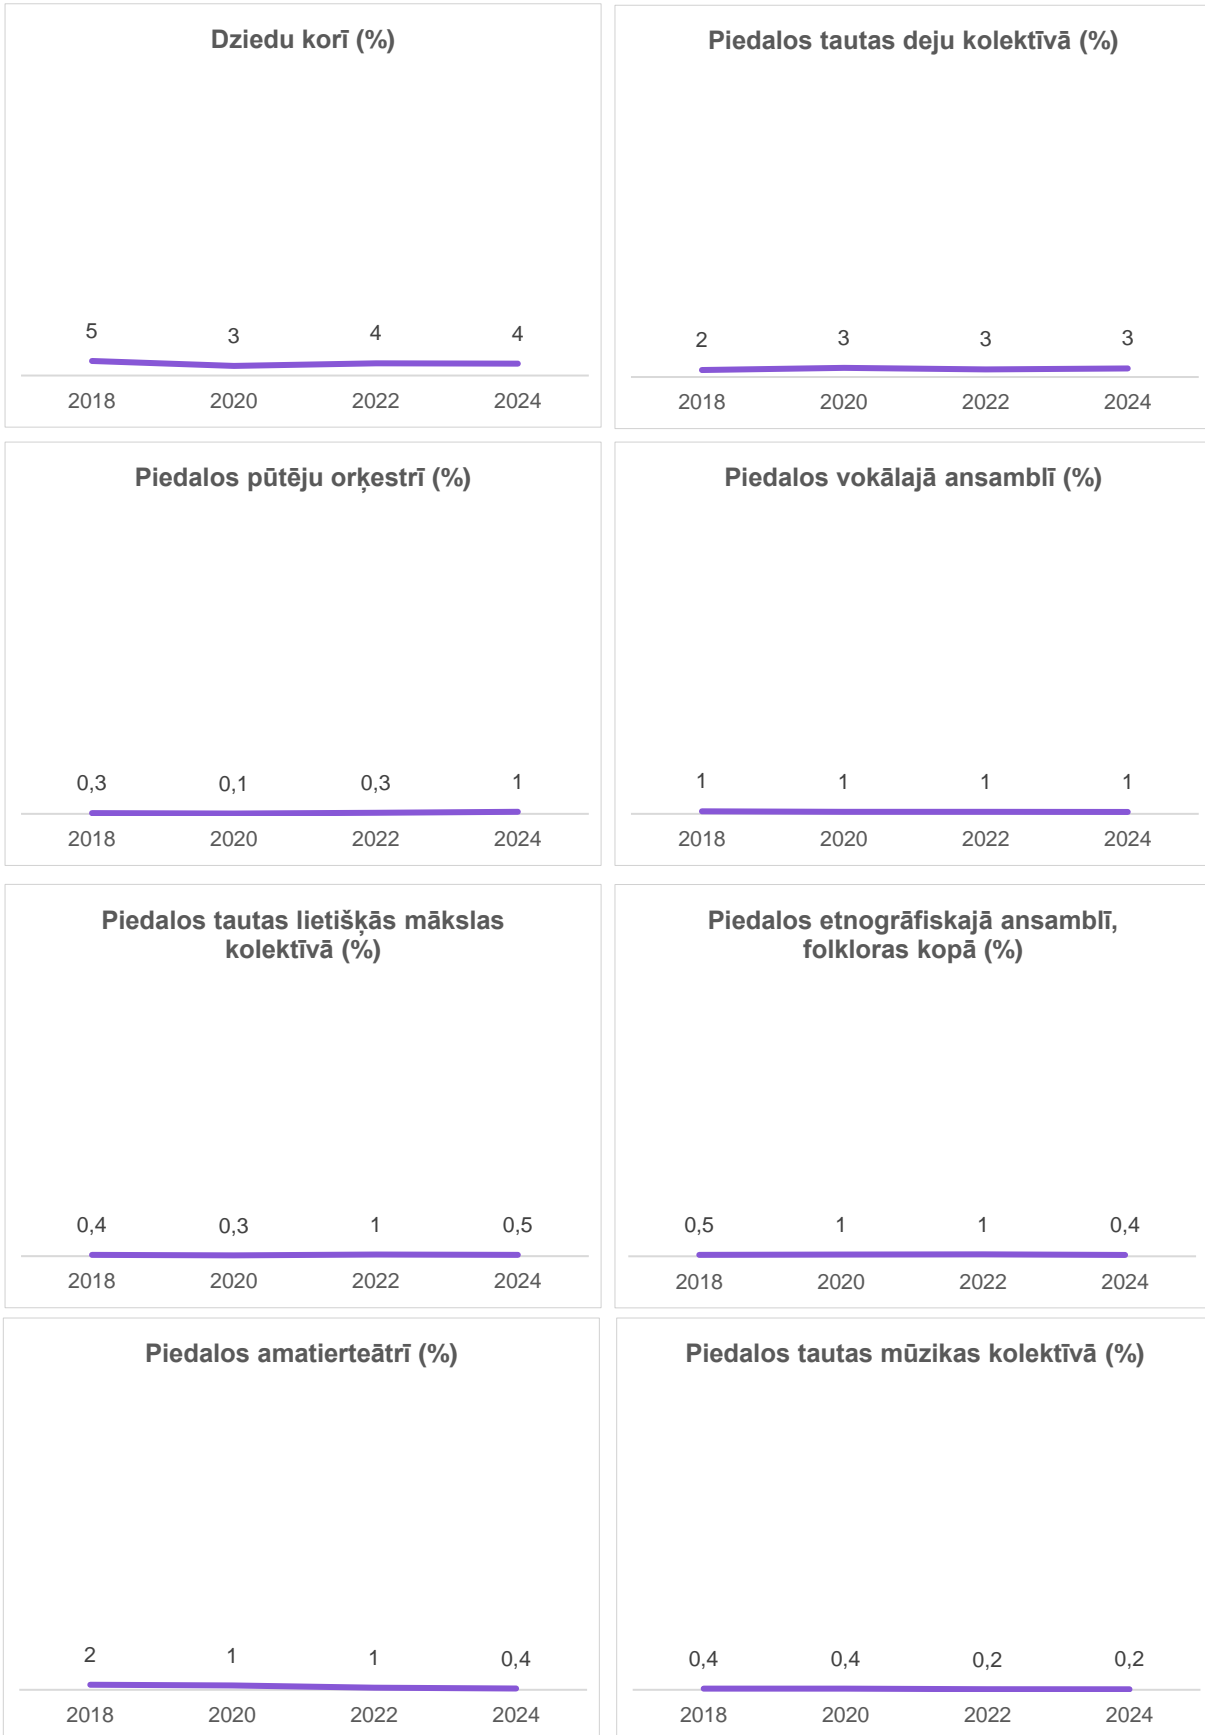 Dziedu korī (%)
5 3 4 4
2018 2020 2022 2024
Piedalos tautas deju kolektīvā (%)
2 3 3 3
2018 2020 2022 2024
Piedalos pūtēju orķestrī (%)
0,3 0,1 0,3 1
2018 2020 2022 2024
Piedalos vokālajā ansamblī (%)
1 1 1 1
2018 2020 2022 2024
Piedalos tautas lietišķās mākslas
kolektīvā (%)
0,4 0,3 1 0,5
2018 2020 2022 2024
Piedalos etnogrāfiskajā ansamblī,
folkloras kopā (%)
0,5 1 1 0,4
2018 2020 2022 2024
Piedalos amatierteātrī (%)
2 1 1 0,4
2018 2020 2022 2024
Piedalos tautas mūzikas kolektīvā (%)
0,4 0,4 0,2 0,2
2018 2020 2022 2024